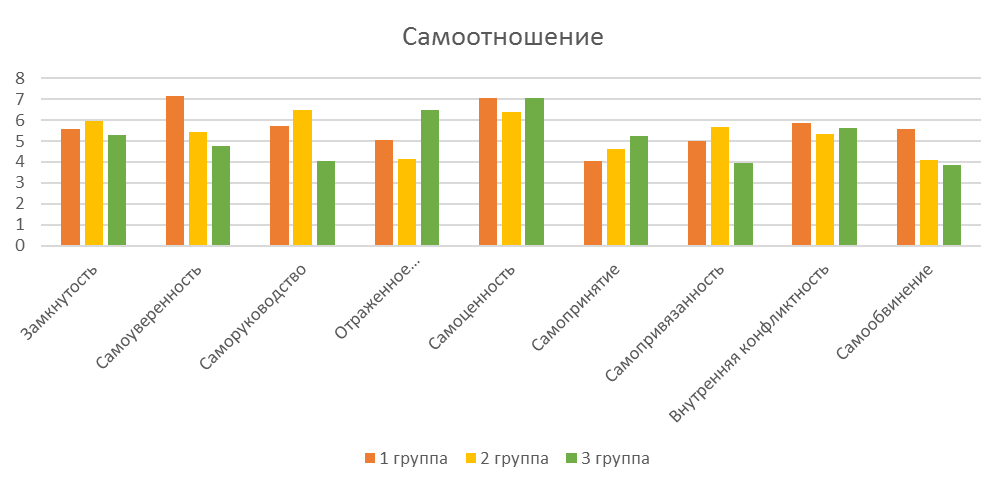 Самоотношение
8
7
6
5
4
3
2
1
0
Замкнутость
Самоуверенность
Саморуководство
Отраженное...
Самоценность
Самопринятие
Самопривязанность
Внутренняя конфликтность
Самообвинение
1 группа 2 группа 3 группа